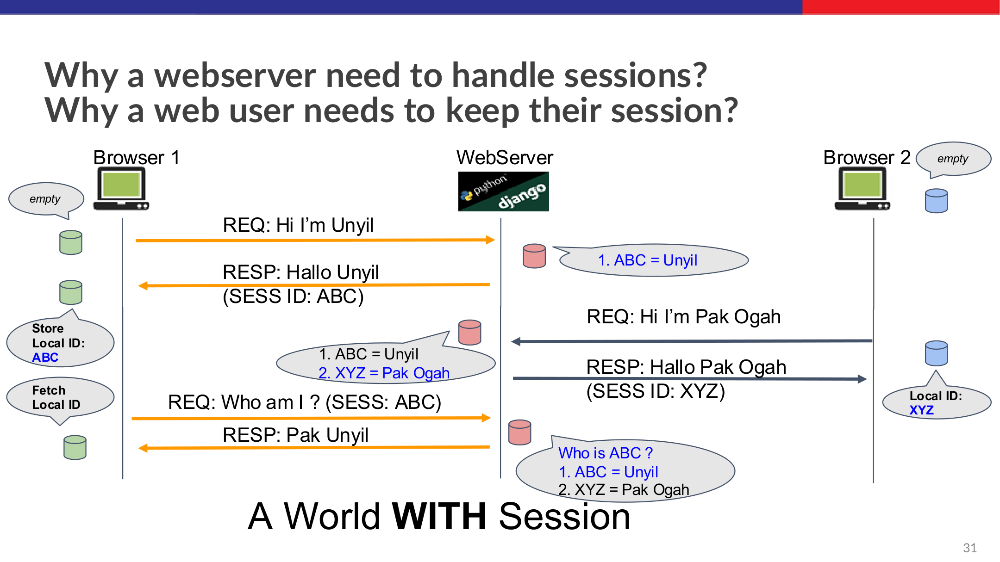 Why a webserver need to handle sessions?
Why a web user needs to keep their session?
Browser 1
WebServer
Browser 2
empty
python
django
empty
REQ: Hi I’m Unyil
1. ABC = Unyil
RESP: Hallo Unyil
(SESS ID: ABC)
REQ: Hi I’m Pak Ogah
Store
Local ID:
ABC
1. ABC = Unyil
2. XYZ = Pak Ogah
RESP: Hallo Pak Ogah
(SESS ID: XYZ)
Local ID:
XYZ
Fetch
Local ID
REQ: Who am I ? (SESS: ABC)
RESP: Pak Unyil
Who is ABC ?
1. ABC = Unyil
2. XYZ = Pak Ogah
A World WITH Session
31